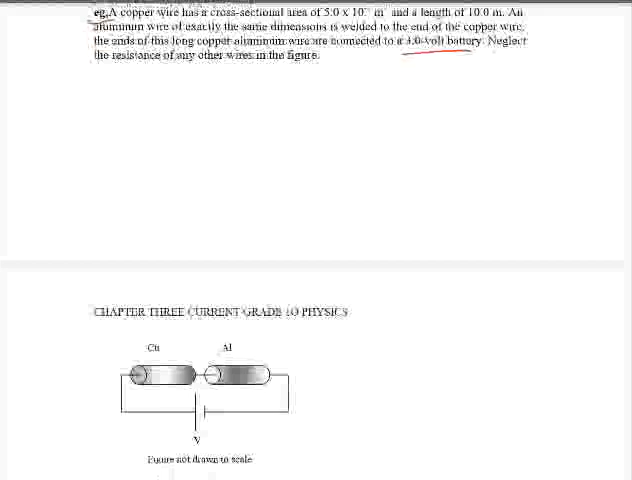 eg. A copper wire has a cross-sectional area of 5.0 x 10 m and a length of 10.0 m. An
aluminum wire of exactly the same dimensions is welded to the end of the copper wire.
the ends of this long copper-aluminum wire are connected to a 3.0-volt battery. Neglect
the resistance of any other wires in the figure.
CHAPTER THREE CURRENT GRADE 10 PHYSICS
Cu Al
V
Figure not drawn to scale